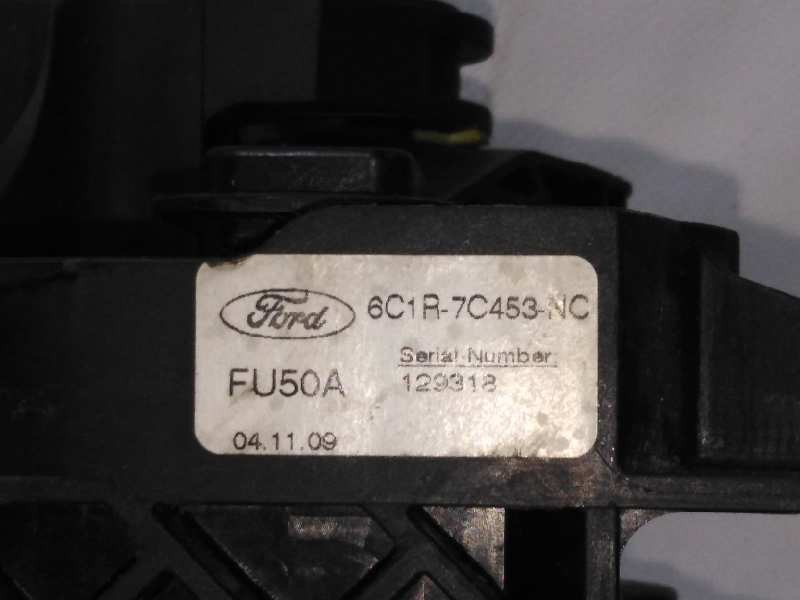 Ford 6C1R-7C453-NC
Serial Number:
FU50A 129318
04.11.09